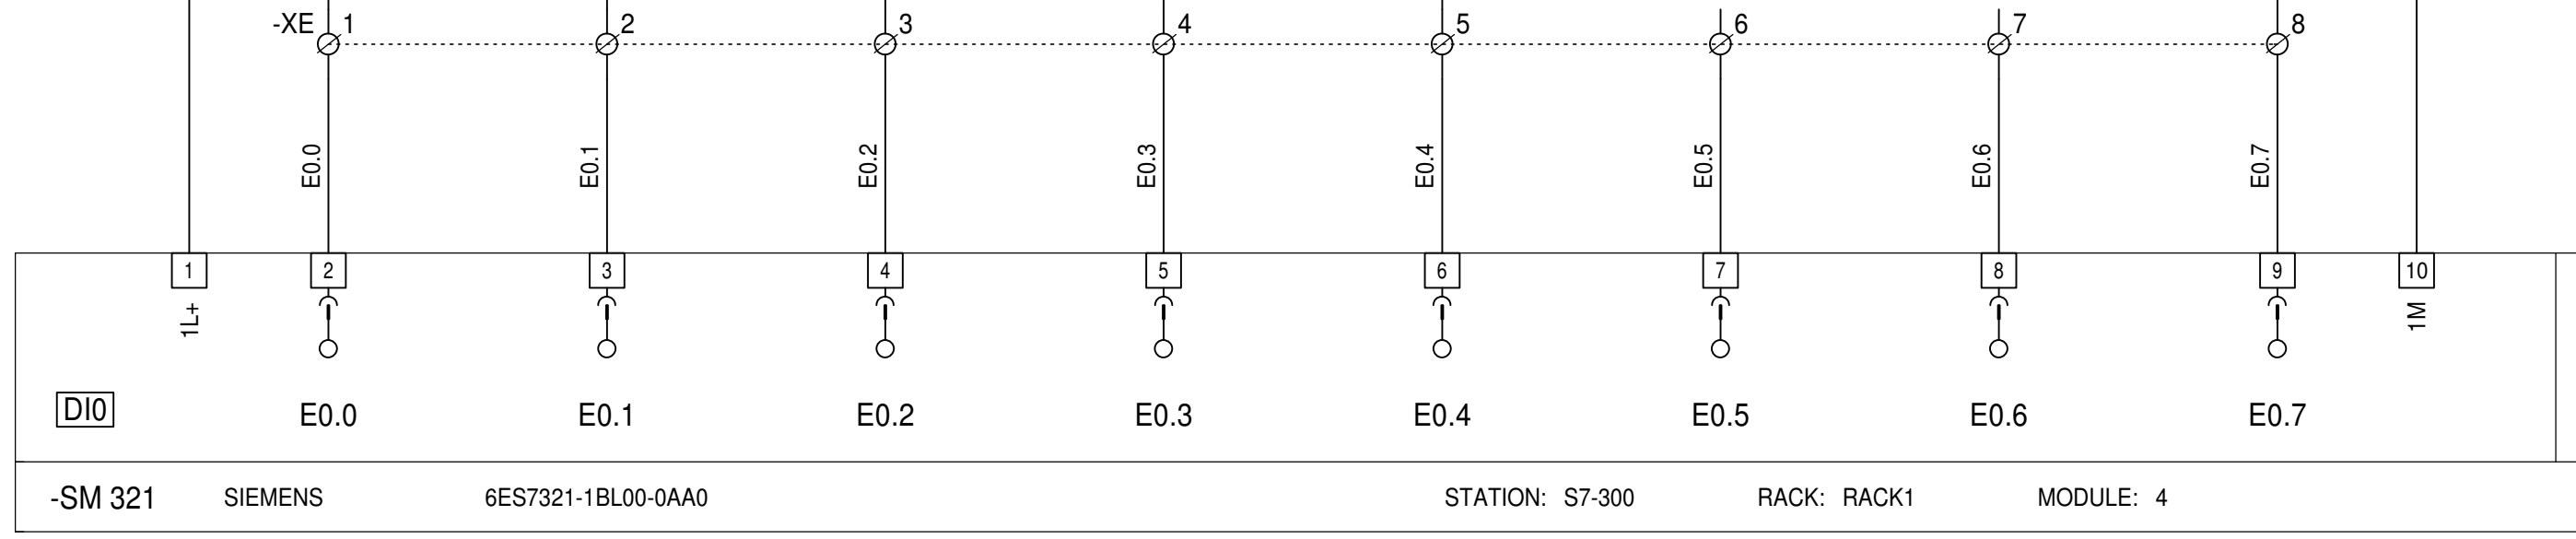 -XE 1 2 3 4 5 6 7 8
E0.0 E0.1 E0.2 E0.3 E0.4 E0.5 E0.6 E0.7
1 2 3 4 5 6 7 8 9 10
1L+ 1M
DI0 E0.0 E0.1 E0.2 E0.3 E0.4 E0.5 E0.6 E0.7
-SM 321 SIEMENS 6ES7321-1BL00-0AA0 STATION: S7-300 RACK: RACK1 MODULE: 4